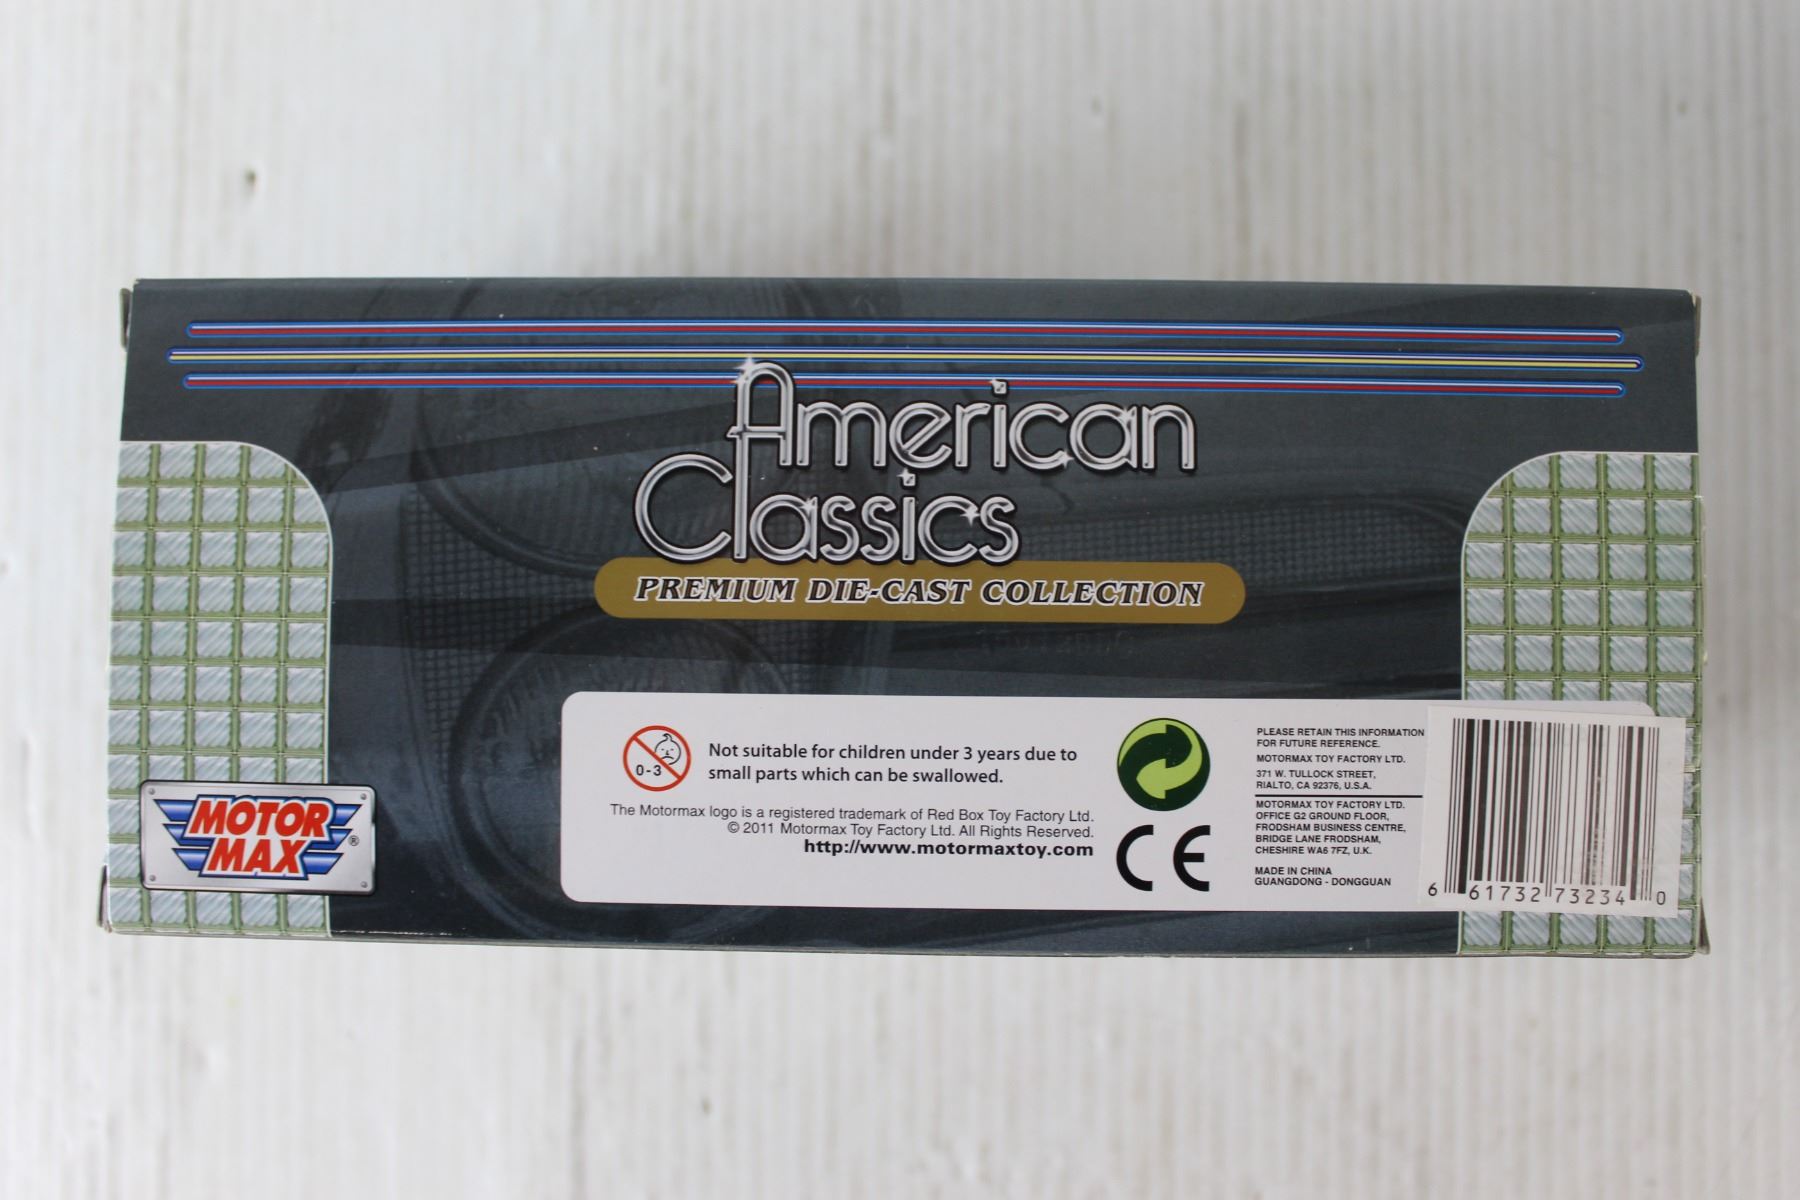 American
Classics
PREMIUM DIE-CAST COLLECTION
MOTOR
MAX
®
0-3
Not suitable for children under 3 years due to
small parts which can be swallowed.
The Motormax logo is a registered trademark of Red Box Toy Factory Ltd.
© 2011 Motormax Toy Factory Ltd. All Rights Reserved.
http://www.motormaxtoy.com
CE
PLEASE RETAIN THIS INFORMATION
FOR FUTURE REFERENCE.
MOTORMAX TOY FACTORY LTD.
371 W. TULLOCK STREET,
RIALTO, CA 92376, U.S.A.
MOTORMAX TOY FACTORY LTD.
OFFICE G2 GROUND FLOOR,
FRODSHAM BUSINESS CENTRE,
BRIDGE LANE FRODSHAM,
CHESHIRE WA6 7FZ, U.K.
MADE IN CHINA
GUANGDONG - DONGGUAN
6 61732 73234 0